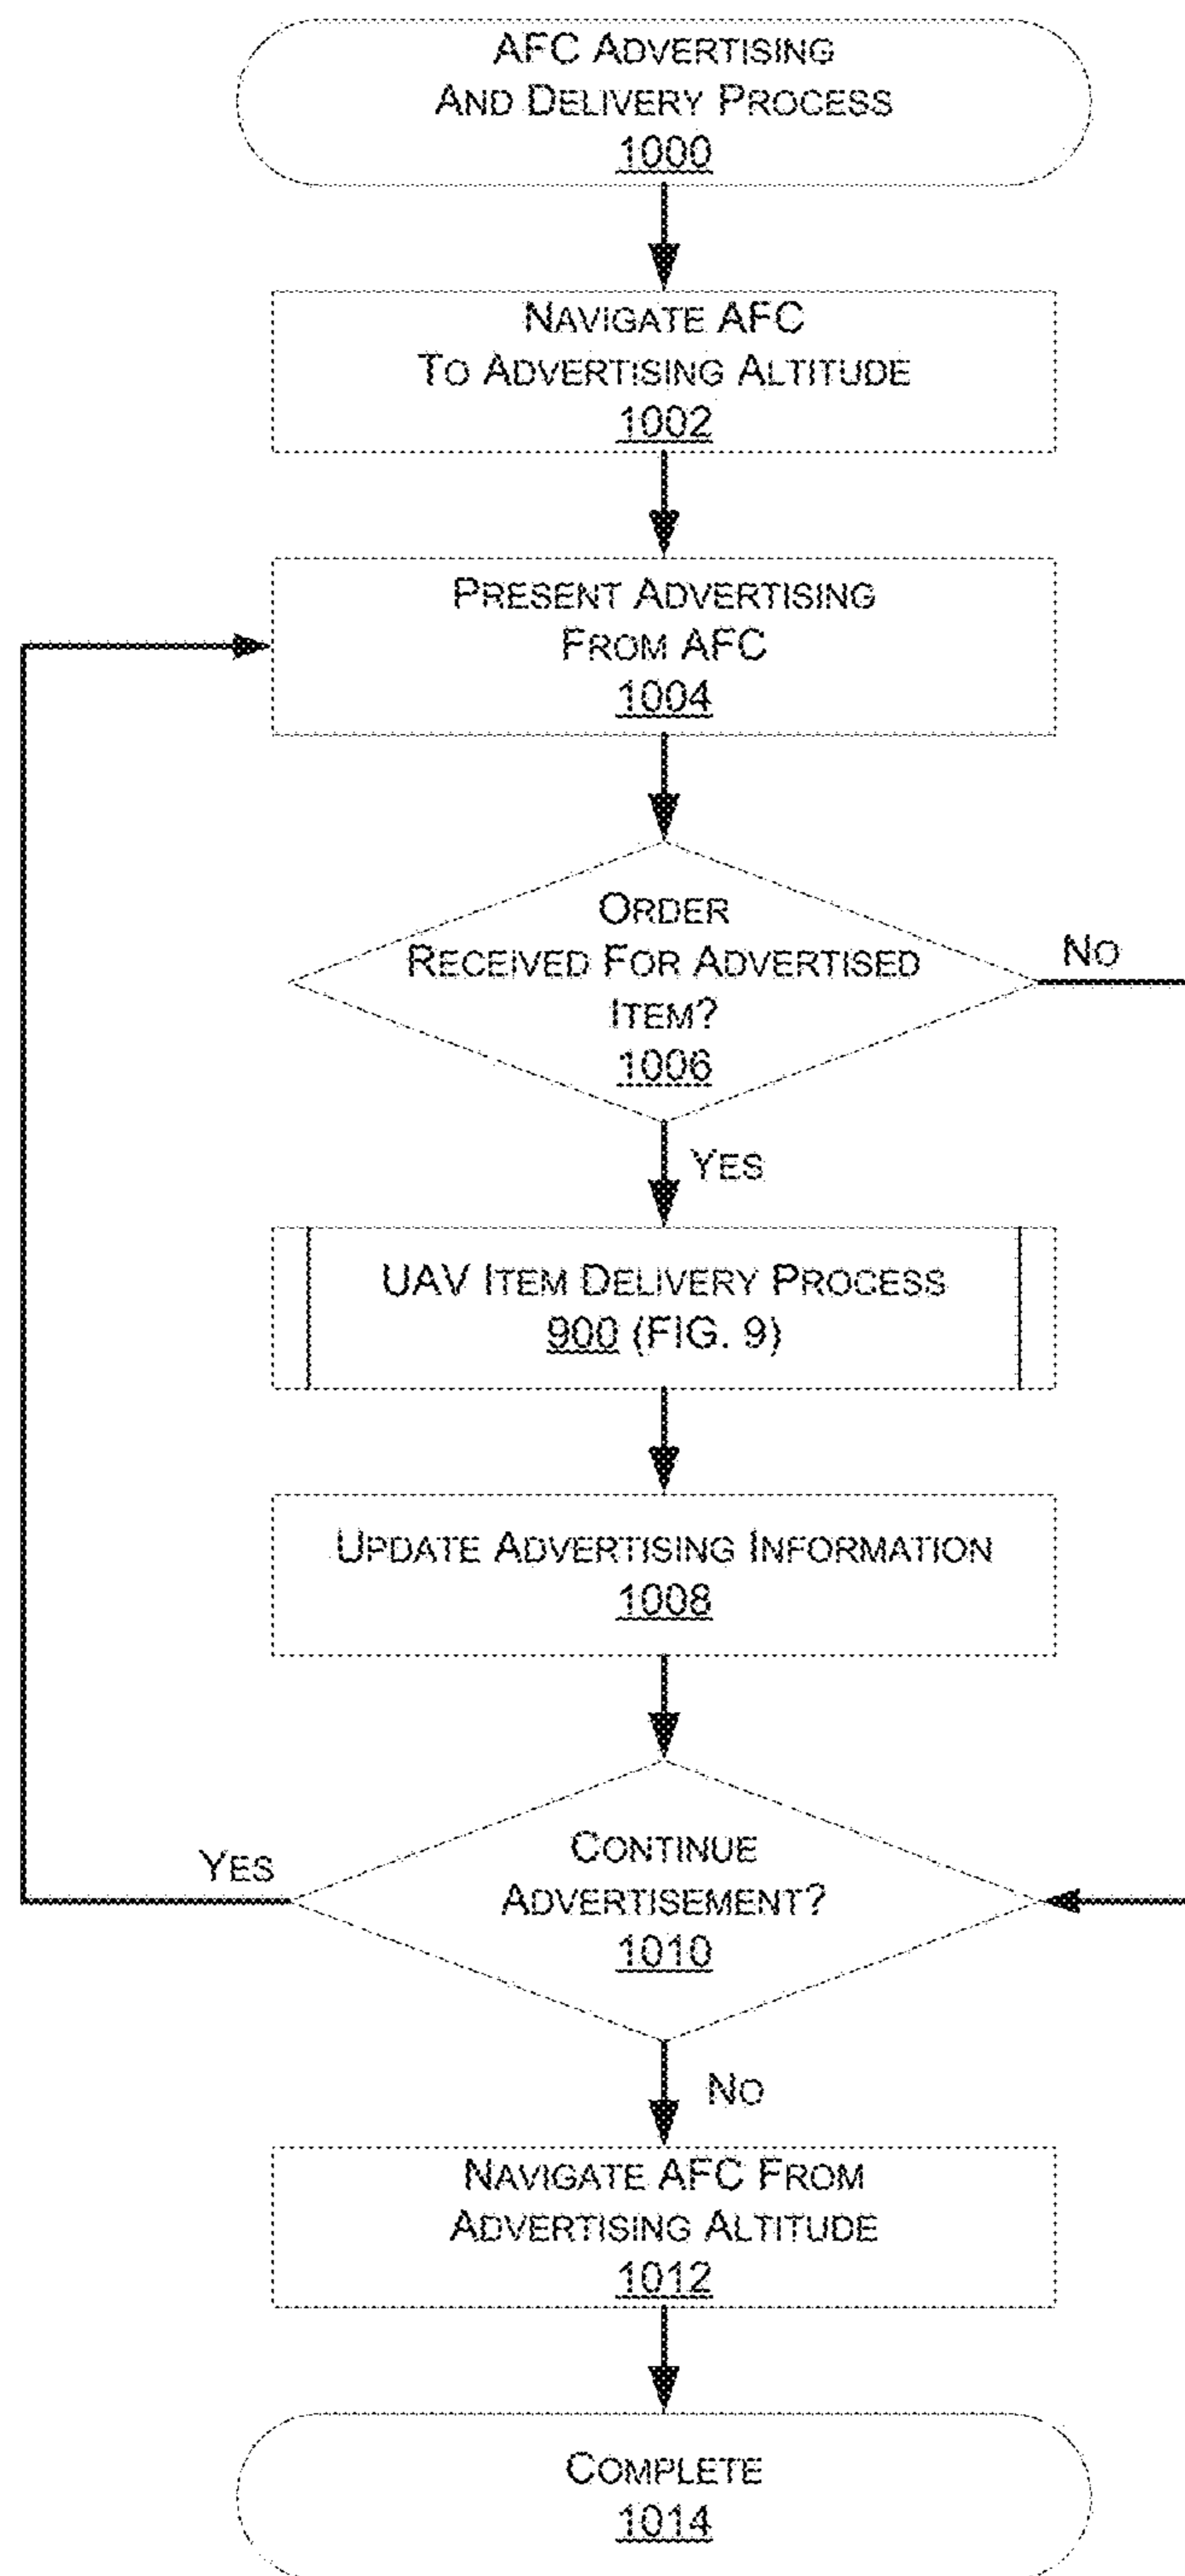 AFC ADVERTISING
AND DELIVERY PROCESS
1000
NAVIGATE AFC
TO ADVERTISING ALTITUDE
1002
PRESENT ADVERTISING
FROM AFC
1004
ORDER
RECEIVED FOR ADVERTISED
ITEM?
1006
NO
YES
UAV ITEM DELIVERY PROCESS
900 (FIG. 9)
UPDATE ADVERTISING INFORMATION
1008
CONTINUE
ADVERTISEMENT?
1010
YES
NO
NAVIGATE AFC FROM
ADVERTISING ALTITUDE
1012
COMPLETE
1014